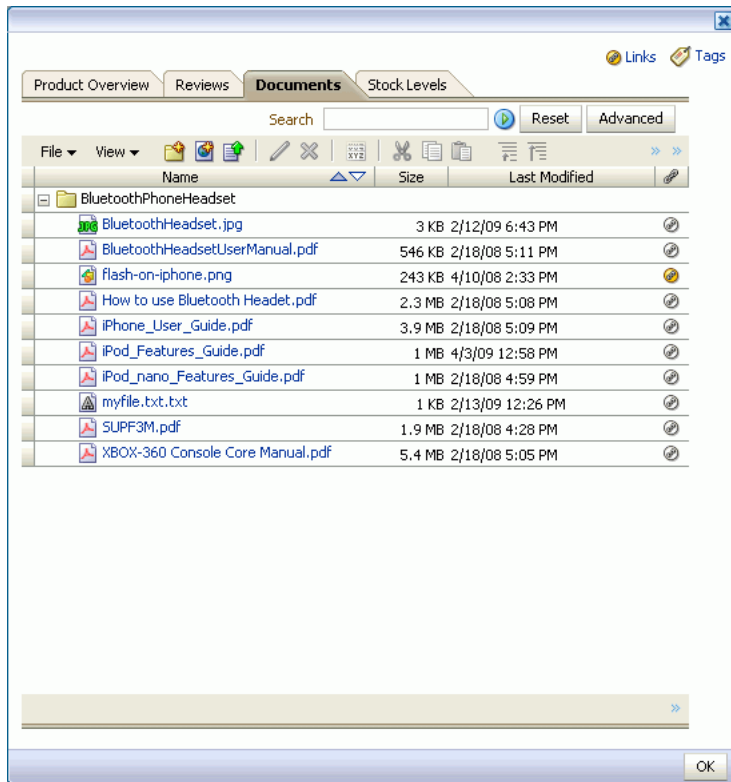 Links Tags
Product Overview Reviews Documents Stock Levels
Search Reset Advanced
File View
Name Size Last Modified
BluetoothPhoneHeadset
BluetoothHeadset.jpg 3 KB 2/12/09 6:43 PM
BluetoothHeadsetUserManual.pdf 546 KB 2/18/08 5:11 PM
flash-on-iphone.png 243 KB 4/10/08 2:33 PM
How to use Bluetooth Headet.pdf 2.3 MB 2/18/08 5:08 PM
iPhone_User_Guide.pdf 3.9 MB 2/18/08 5:09 PM
iPod_Features_Guide.pdf 1 MB 4/3/09 12:58 PM
iPod_nano_Features_Guide.pdf 1 MB 2/18/08 4:59 PM
myfile.txt.txt 1 KB 2/13/09 12:26 PM
SUPF3M.pdf 1.9 MB 2/18/08 4:28 PM
XBOX-360 Console Core Manual.pdf 5.4 MB 2/18/08 5:05 PM
OK